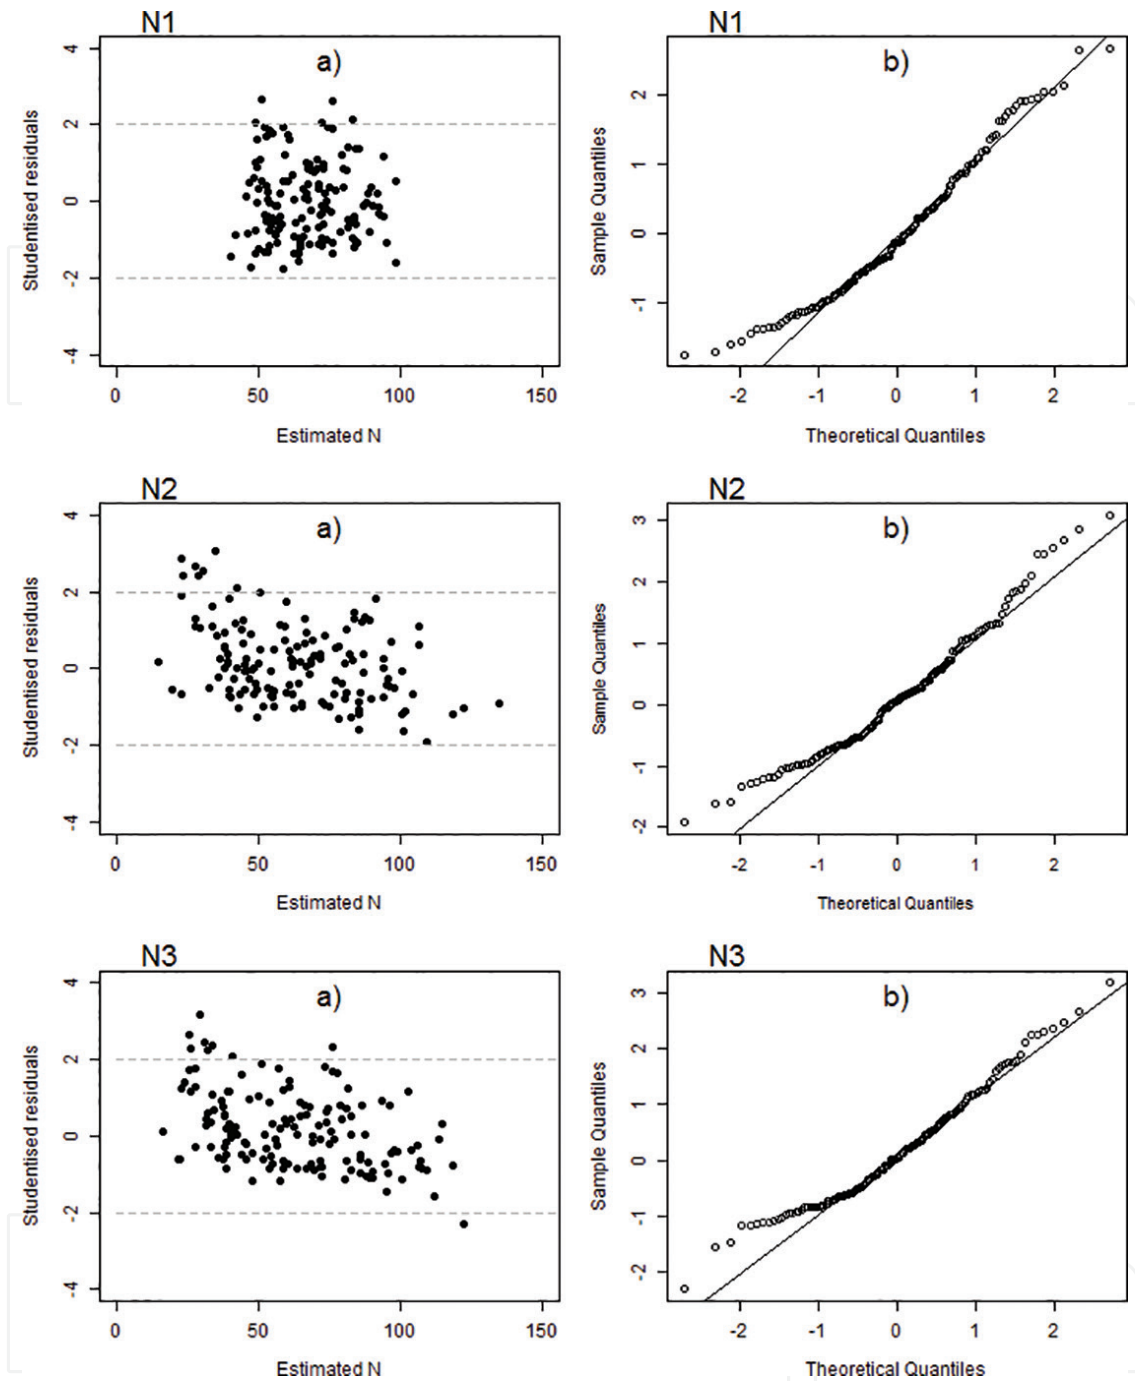 N1
a)
Studentised residuals
4
2
0
-2
-4
0 50 100 150
Estimated N
N1
b)
Sample Quantiles
2
1
0
-1
-2 -1 0 1 2
Theoretical Quantiles
N2
a)
Studentised residuals
4
2
0
-2
-4
0 50 100 150
Estimated N
N2
b)
Sample Quantiles
3
2
1
0
-1
-2
-2 -1 0 1 2
Theoretical Quantiles
N3
a)
Studentised residuals
4
2
0
-2
-4
0 50 100 150
Estimated N
N3
b)
Sample Quantiles
3
2
1
0
-1
-2
-2 -1 0 1 2
Theoretical Quantiles